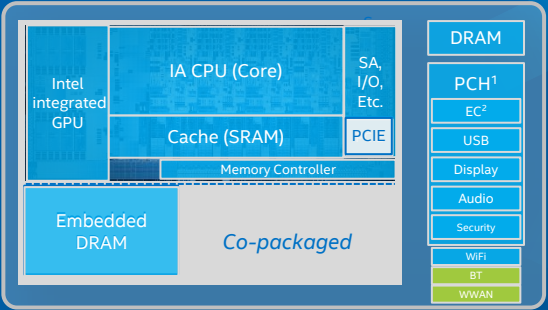 Intel
integrated
GPU
IA CPU (Core)
SA,
I/O,
Etc.
Cache (SRAM)
PCIE
Memory Controller
Embedded
DRAM
Co-packaged
DRAM
PCH¹
EC²
USB
Display
Audio
Security
WiFi
BT
WWAN